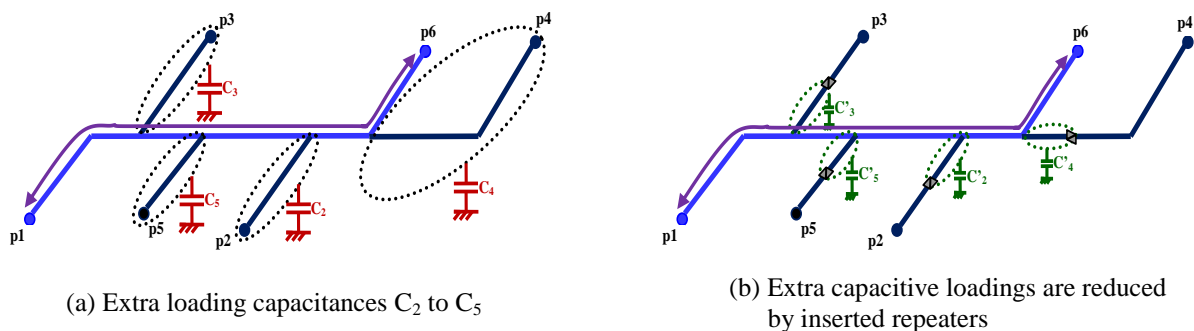 p3
p6
p4
C3
C5
C2
C4
p1
p5
p2
(a) Extra loading capacitances C2 to C5
p3
p6
p4
C'3
C'5
C'2
C'4
p1
p5
p2
(b) Extra capacitive loadings are reduced
by inserted repeaters